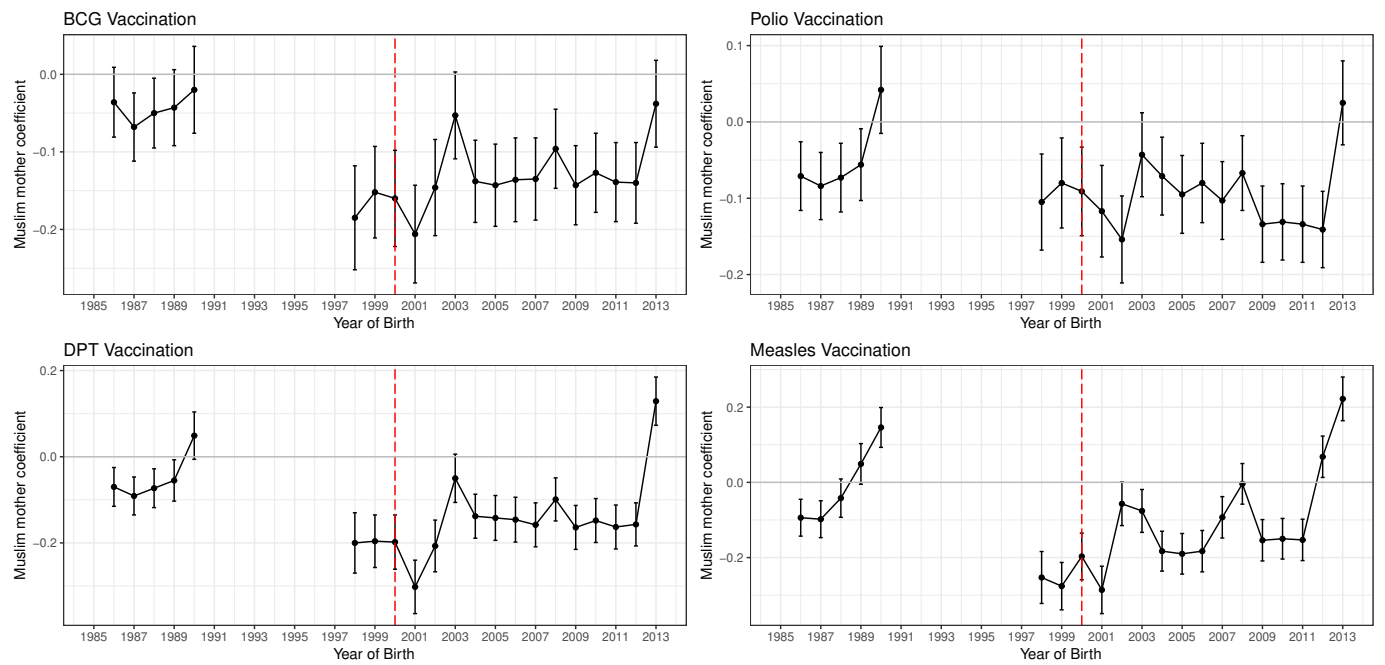 BCG Vaccination
Muslim mother coefficient
0.0
−0.1
−0.2
1985 1987 1989 1991 1993 1995 1997 1999 2001 2003 2005 2007 2009 2011 2013
Year of Birth
Polio Vaccination
Muslim mother coefficient
0.1
0.0
−0.1
−0.2
1985 1987 1989 1991 1993 1995 1997 1999 2001 2003 2005 2007 2009 2011 2013
Year of Birth
DPT Vaccination
Muslim mother coefficient
0.2
0.0
−0.2
1985 1987 1989 1991 1993 1995 1997 1999 2001 2003 2005 2007 2009 2011 2013
Year of Birth
Measles Vaccination
Muslim mother coefficient
0.2
0.0
−0.2
1985 1987 1989 1991 1993 1995 1997 1999 2001 2003 2005 2007 2009 2011 2013
Year of Birth